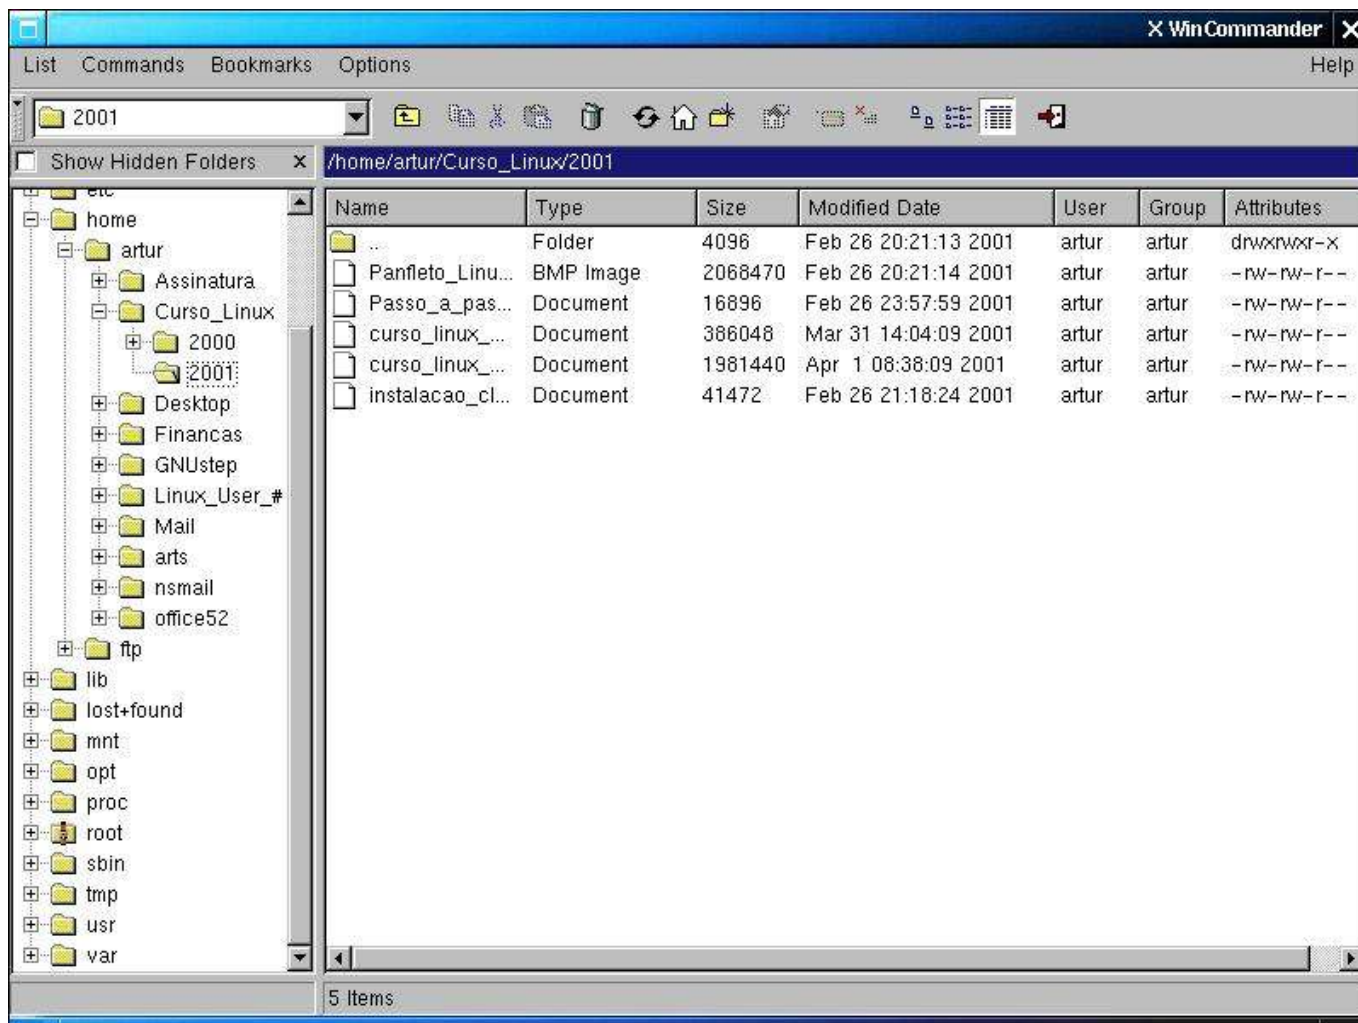 X WinCommander
List Commands Bookmarks Options Help
2001
Show Hidden Folders x /home/artur/Curso_Linux/2001
etc
home
artur
Assinatura
Curso_Linux
2000
2001
Desktop
Financas
GNUstep
Linux_User_#
Mail
arts
nsmail
office52
ftp
lib
lost+found
mnt
opt
proc
root
sbin
tmp
usr
var
Name Type Size Modified Date User Group Attributes
.. Folder 4096 Feb 26 20:21:13 2001 artur artur drwxrwxr-x
Panfleto_Linu... BMP Image 2068470 Feb 26 20:21:14 2001 artur artur -rw-rw-r--
Passo_a_pas... Document 16896 Feb 26 23:57:59 2001 artur artur -rw-rw-r--
curso_linux_... Document 386048 Mar 31 14:04:09 2001 artur artur -rw-rw-r--
curso_linux_... Document 1981440 Apr 1 08:38:09 2001 artur artur -rw-rw-r--
instalacao_cl... Document 41472 Feb 26 21:18:24 2001 artur artur -rw-rw-r--
5 Items